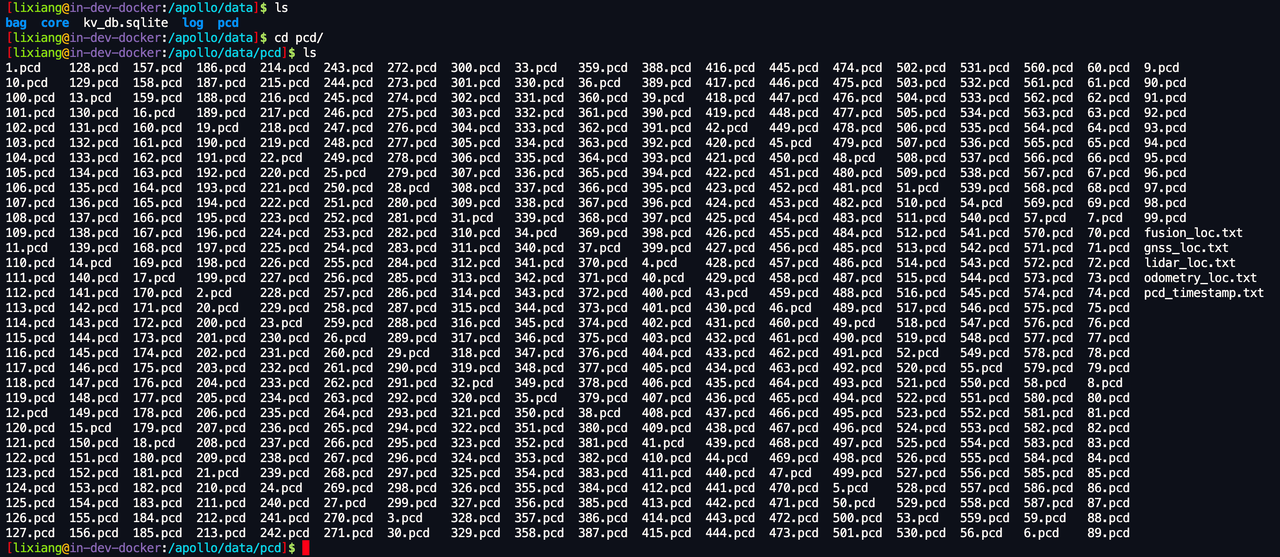 [lixiang@in-dev-docker:/apollo/data]$ ls
bag core kv_db.sqlite log pcd
[lixiang@in-dev-docker:/apollo/data]$ cd pcd/
[lixiang@in-dev-docker:/apollo/data/pcd]$ ls
1.pcd 128.pcd 157.pcd 186.pcd 214.pcd 243.pcd 272.pcd 300.pcd 33.pcd 359.pcd 388.pcd 416.pcd 445.pcd 474.pcd 502.pcd 531.pcd 560.pcd 60.pcd 9.pcd
10.pcd 129.pcd 158.pcd 187.pcd 215.pcd 244.pcd 273.pcd 301.pcd 330.pcd 36.pcd 389.pcd 417.pcd 446.pcd 475.pcd 503.pcd 532.pcd 561.pcd 61.pcd 90.pcd
100.pcd 13.pcd 159.pcd 188.pcd 216.pcd 245.pcd 274.pcd 302.pcd 331.pcd 360.pcd 39.pcd 418.pcd 447.pcd 476.pcd 504.pcd 533.pcd 562.pcd 62.pcd 91.pcd
101.pcd 130.pcd 16.pcd 189.pcd 217.pcd 246.pcd 275.pcd 303.pcd 332.pcd 361.pcd 390.pcd 419.pcd 448.pcd 477.pcd 505.pcd 534.pcd 563.pcd 63.pcd 92.pcd
102.pcd 131.pcd 160.pcd 19.pcd 218.pcd 247.pcd 276.pcd 304.pcd 333.pcd 362.pcd 391.pcd 42.pcd 449.pcd 478.pcd 506.pcd 535.pcd 564.pcd 64.pcd 93.pcd
103.pcd 132.pcd 161.pcd 190.pcd 219.pcd 248.pcd 277.pcd 305.pcd 334.pcd 363.pcd 392.pcd 420.pcd 45.pcd 479.pcd 507.pcd 536.pcd 565.pcd 65.pcd 94.pcd
104.pcd 133.pcd 162.pcd 191.pcd 22.pcd 249.pcd 278.pcd 306.pcd 335.pcd 364.pcd 393.pcd 421.pcd 450.pcd 48.pcd 508.pcd 537.pcd 566.pcd 66.pcd 95.pcd
105.pcd 134.pcd 163.pcd 192.pcd 220.pcd 25.pcd 279.pcd 307.pcd 336.pcd 365.pcd 394.pcd 422.pcd 451.pcd 480.pcd 509.pcd 538.pcd 567.pcd 67.pcd 96.pcd
106.pcd 135.pcd 164.pcd 193.pcd 221.pcd 250.pcd 28.pcd 308.pcd 337.pcd 366.pcd 395.pcd 423.pcd 452.pcd 481.pcd 51.pcd 539.pcd 568.pcd 68.pcd 97.pcd
107.pcd 136.pcd 165.pcd 194.pcd 222.pcd 251.pcd 280.pcd 309.pcd 338.pcd 367.pcd 396.pcd 424.pcd 453.pcd 482.pcd 510.pcd 54.pcd 569.pcd 69.pcd 98.pcd
108.pcd 137.pcd 166.pcd 195.pcd 223.pcd 252.pcd 281.pcd 31.pcd 339.pcd 368.pcd 397.pcd 425.pcd 454.pcd 483.pcd 511.pcd 540.pcd 57.pcd 7.pcd 99.pcd
109.pcd 138.pcd 167.pcd 196.pcd 224.pcd 253.pcd 282.pcd 310.pcd 34.pcd 369.pcd 398.pcd 426.pcd 455.pcd 484.pcd 512.pcd 541.pcd 570.pcd 70.pcd fusion_loc.txt
11.pcd 139.pcd 168.pcd 197.pcd 225.pcd 254.pcd 283.pcd 311.pcd 340.pcd 37.pcd 399.pcd 427.pcd 456.pcd 485.pcd 513.pcd 542.pcd 571.pcd 71.pcd gnss_loc.txt
110.pcd 14.pcd 169.pcd 198.pcd 226.pcd 255.pcd 284.pcd 312.pcd 341.pcd 370.pcd 4.pcd 428.pcd 457.pcd 486.pcd 514.pcd 543.pcd 572.pcd 72.pcd lidar_loc.txt
111.pcd 140.pcd 17.pcd 199.pcd 227.pcd 256.pcd 285.pcd 313.pcd 342.pcd 371.pcd 40.pcd 429.pcd 458.pcd 487.pcd 515.pcd 544.pcd 573.pcd 73.pcd odometry_loc.txt
112.pcd 141.pcd 170.pcd 2.pcd 228.pcd 257.pcd 286.pcd 314.pcd 343.pcd 372.pcd 400.pcd 43.pcd 459.pcd 488.pcd 516.pcd 545.pcd 574.pcd 74.pcd pcd_timestamp.txt
113.pcd 142.pcd 171.pcd 20.pcd 229.pcd 258.pcd 287.pcd 315.pcd 344.pcd 373.pcd 401.pcd 430.pcd 46.pcd 489.pcd 517.pcd 546.pcd 575.pcd 75.pcd
114.pcd 143.pcd 172.pcd 200.pcd 23.pcd 259.pcd 288.pcd 316.pcd 345.pcd 374.pcd 402.pcd 431.pcd 460.pcd 49.pcd 518.pcd 547.pcd 576.pcd 76.pcd
115.pcd 144.pcd 173.pcd 201.pcd 230.pcd 26.pcd 289.pcd 317.pcd 346.pcd 375.pcd 403.pcd 432.pcd 461.pcd 490.pcd 519.pcd 548.pcd 577.pcd 77.pcd
116.pcd 145.pcd 174.pcd 202.pcd 231.pcd 260.pcd 29.pcd 318.pcd 347.pcd 376.pcd 404.pcd 433.pcd 462.pcd 491.pcd 52.pcd 549.pcd 578.pcd 78.pcd
117.pcd 146.pcd 175.pcd 203.pcd 232.pcd 261.pcd 290.pcd 319.pcd 348.pcd 377.pcd 405.pcd 434.pcd 463.pcd 492.pcd 520.pcd 55.pcd 579.pcd 79.pcd
118.pcd 147.pcd 176.pcd 204.pcd 233.pcd 262.pcd 291.pcd 32.pcd 349.pcd 378.pcd 406.pcd 435.pcd 464.pcd 493.pcd 521.pcd 550.pcd 58.pcd 8.pcd
119.pcd 148.pcd 177.pcd 205.pcd 234.pcd 263.pcd 292.pcd 320.pcd 35.pcd 379.pcd 407.pcd 436.pcd 465.pcd 494.pcd 522.pcd 551.pcd 580.pcd 80.pcd
12.pcd 149.pcd 178.pcd 206.pcd 235.pcd 264.pcd 293.pcd 321.pcd 350.pcd 38.pcd 408.pcd 437.pcd 466.pcd 495.pcd 523.pcd 552.pcd 581.pcd 81.pcd
120.pcd 15.pcd 179.pcd 207.pcd 236.pcd 265.pcd 294.pcd 322.pcd 351.pcd 380.pcd 409.pcd 438.pcd 467.pcd 496.pcd 524.pcd 553.pcd 582.pcd 82.pcd
121.pcd 150.pcd 18.pcd 208.pcd 237.pcd 266.pcd 295.pcd 323.pcd 352.pcd 381.pcd 41.pcd 439.pcd 468.pcd 497.pcd 525.pcd 554.pcd 583.pcd 83.pcd
122.pcd 151.pcd 180.pcd 209.pcd 238.pcd 267.pcd 296.pcd 324.pcd 353.pcd 382.pcd 410.pcd 44.pcd 469.pcd 498.pcd 526.pcd 555.pcd 584.pcd 84.pcd
123.pcd 152.pcd 181.pcd 21.pcd 239.pcd 268.pcd 297.pcd 325.pcd 354.pcd 383.pcd 411.pcd 440.pcd 47.pcd 499.pcd 527.pcd 556.pcd 585.pcd 85.pcd
124.pcd 153.pcd 182.pcd 210.pcd 24.pcd 269.pcd 298.pcd 326.pcd 355.pcd 384.pcd 412.pcd 441.pcd 470.pcd 5.pcd 528.pcd 557.pcd 586.pcd 86.pcd
125.pcd 154.pcd 183.pcd 211.pcd 240.pcd 27.pcd 299.pcd 327.pcd 356.pcd 385.pcd 413.pcd 442.pcd 471.pcd 50.pcd 529.pcd 558.pcd 587.pcd 87.pcd
126.pcd 155.pcd 184.pcd 212.pcd 241.pcd 270.pcd 3.pcd 328.pcd 357.pcd 386.pcd 414.pcd 443.pcd 472.pcd 500.pcd 53.pcd 559.pcd 59.pcd 88.pcd
127.pcd 156.pcd 185.pcd 213.pcd 242.pcd 271.pcd 30.pcd 329.pcd 358.pcd 387.pcd 415.pcd 444.pcd 473.pcd 501.pcd 530.pcd 56.pcd 6.pcd 89.pcd
[lixiang@in-dev-docker:/apollo/data/pcd]$